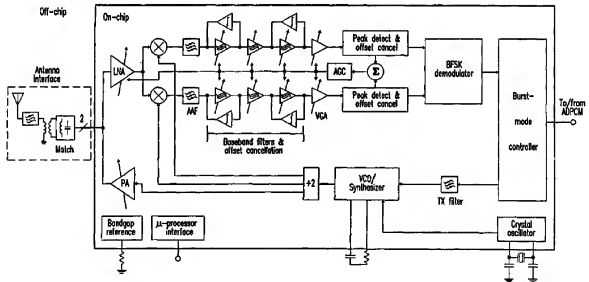 Off-chip
On-chip
Antenna
interface
2
Match
LNA
PA
AAF
Baseband filters &
offset cancellation
VGA
Peak detect &
offset cancel
AGC
Σ
Peak detect &
offset cancel
BFSK
demodulator
Burst-
mode
controller
To/from
ADPCM
÷2
VCO/
Synthesizer
TX filter
Bandgap
reference
μ-processor
interface
Crystal
oscillator